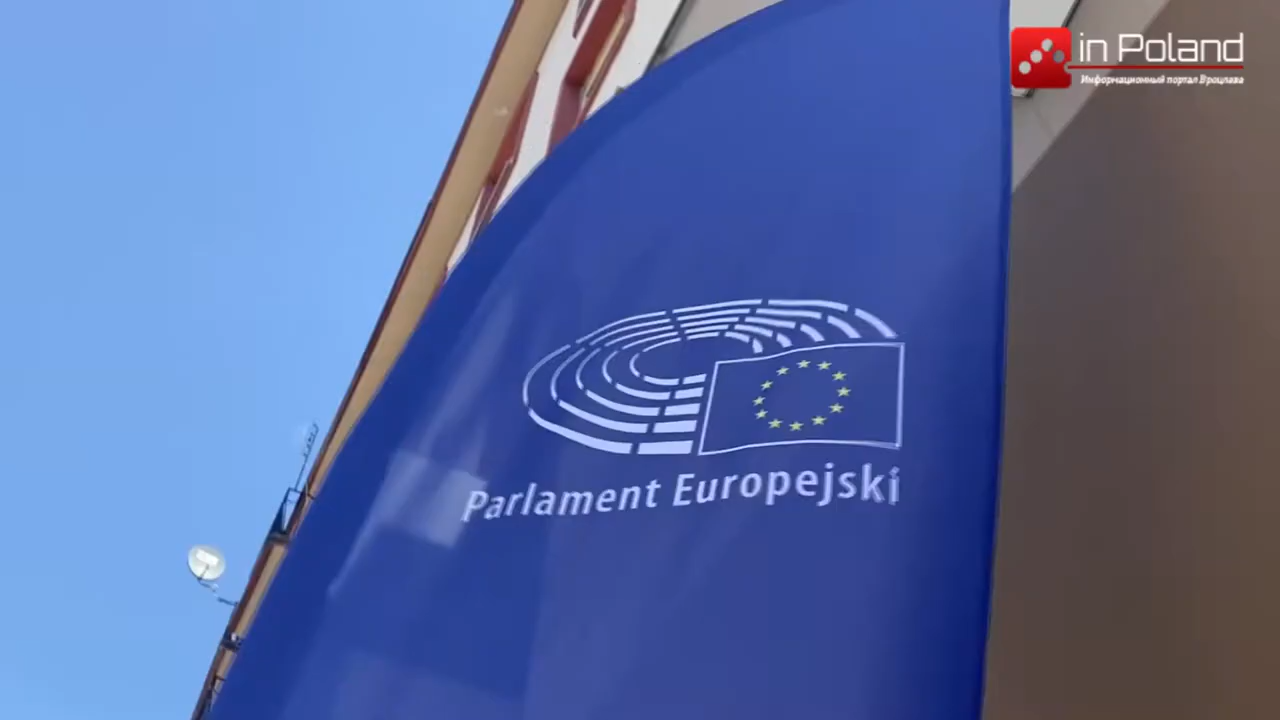 in Poland
Информационный портал Вроцлава
Parlament Europejski